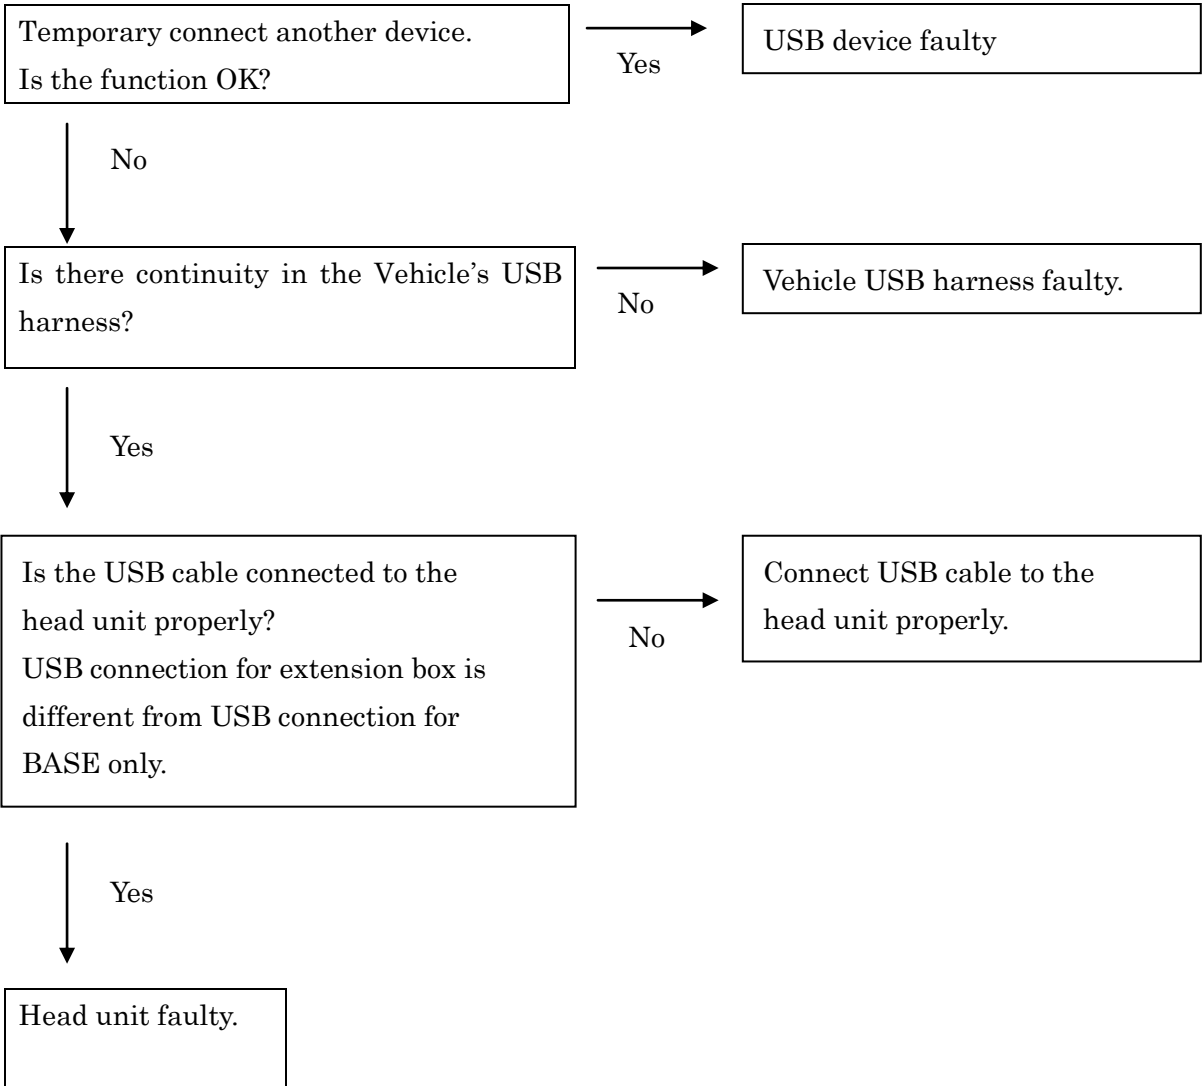 Temporary connect another device.
Is the function OK?
Yes
USB device faulty
No
Is there continuity in the Vehicle's USB
harness?
No
Vehicle USB harness faulty.
Yes
Is the USB cable connected to the
head unit properly?
USB connection for extension box is
different from USB connection for
BASE only.
No
Connect USB cable to the
head unit properly.
Yes
Head unit faulty.